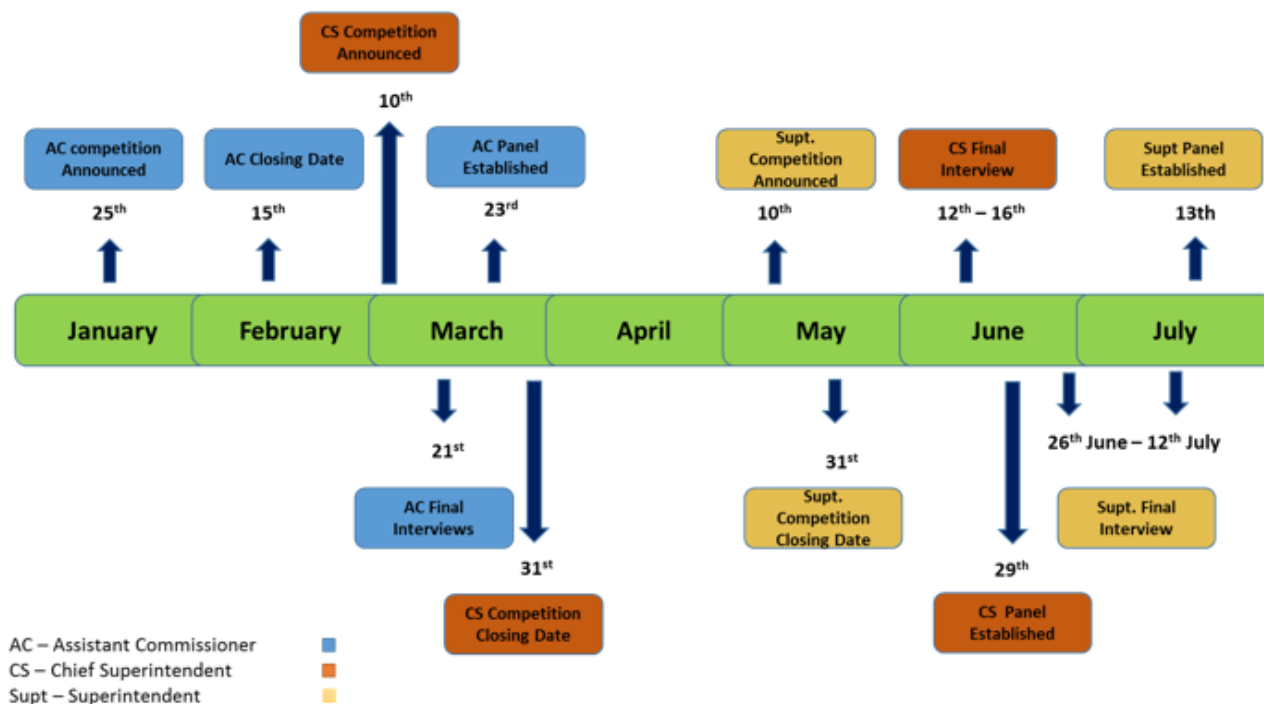 CS Competition
Announced
10th
AC competition
Announced
25th
AC Closing Date
15th
AC Panel
Established
23rd
Supt.
Competition
Announced
10th
CS Final
Interview
12th – 16th
Supt Panel
Established
13th
January
February
March
April
May
June
July
21st
AC Final
Interviews
31st
CS Competition
Closing Date
31st
Supt.
Competition
Closing Date
29th
CS Panel
Established
26th June – 12th July
Supt. Final
Interview
AC – Assistant Commissioner
CS – Chief Superintendent
Supt – Superintendent